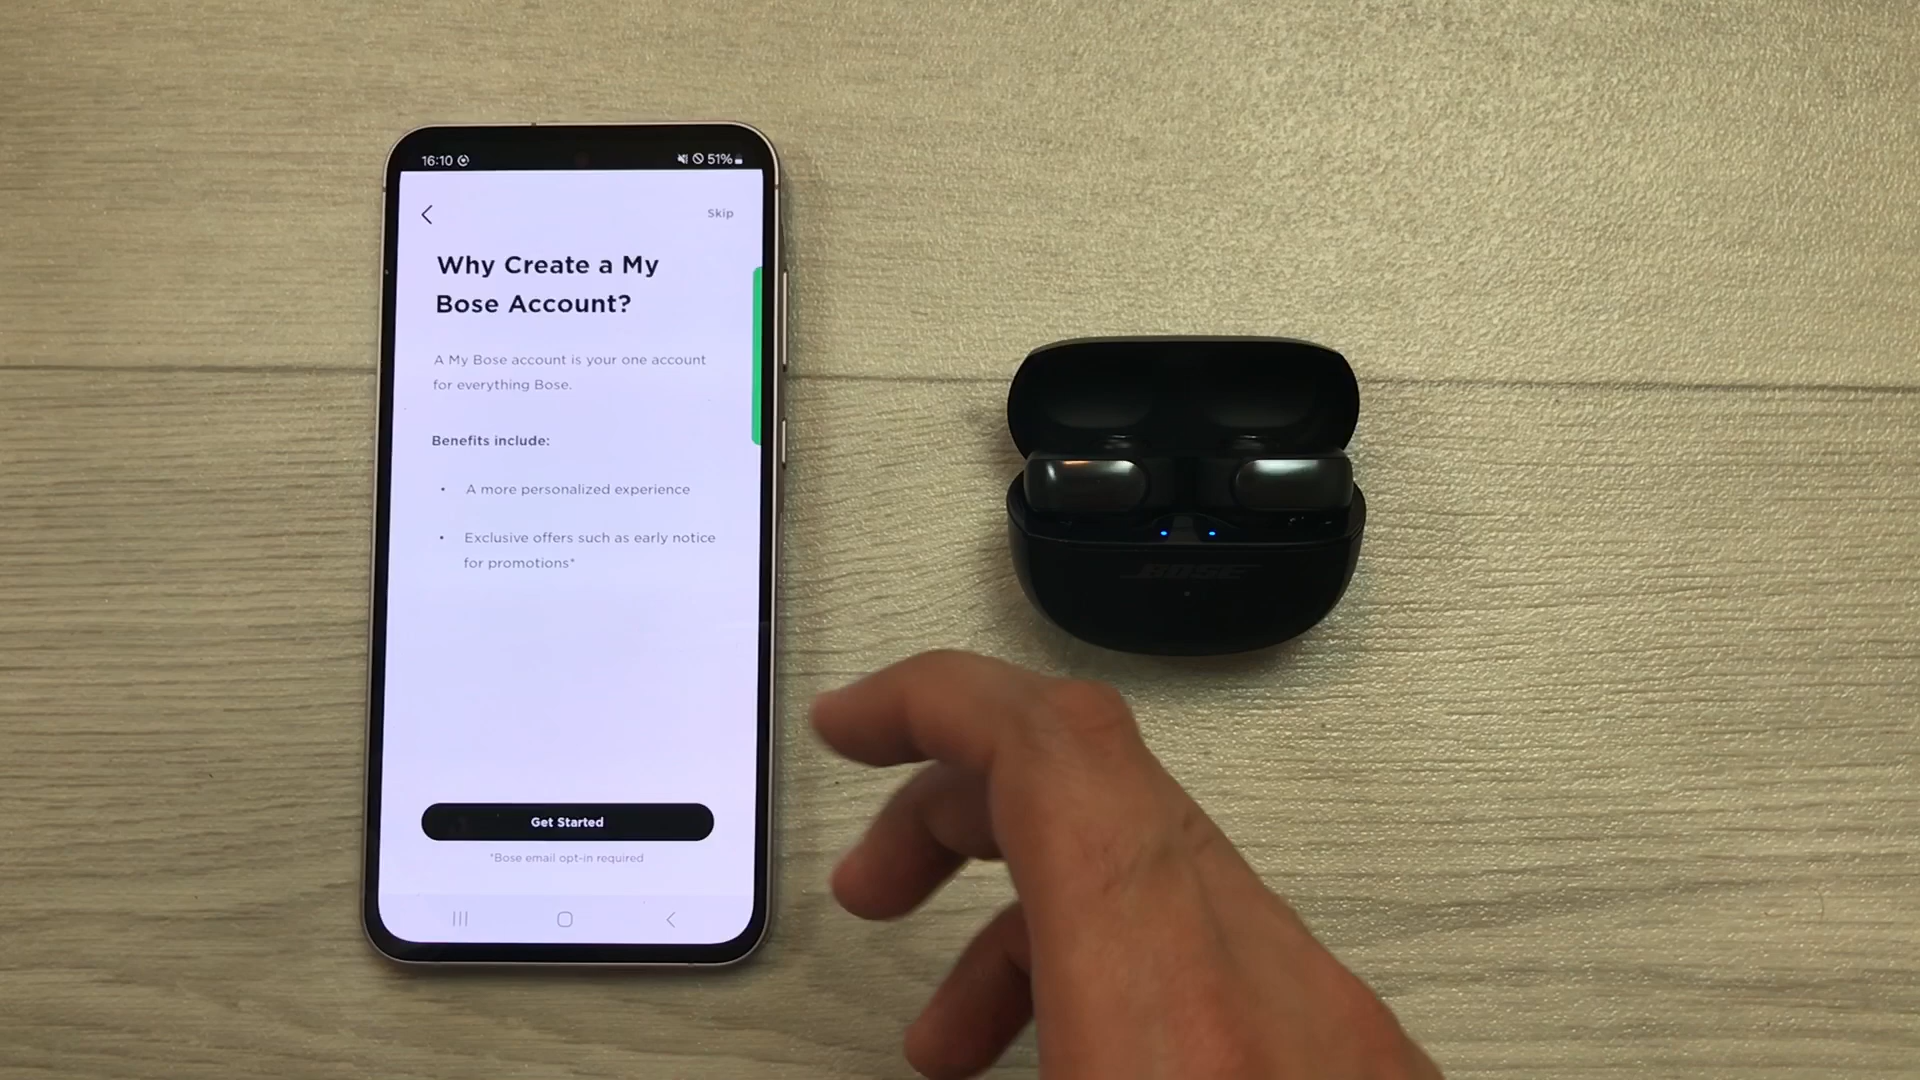 16:10
51%
Skip
Why Create a My
Bose Account?
A My Bose account is your one account
for everything Bose.
Benefits include:
• A more personalized experience
• Exclusive offers such as early notice
for promotions*
Get Started
*Bose email opt-in required
BOSE